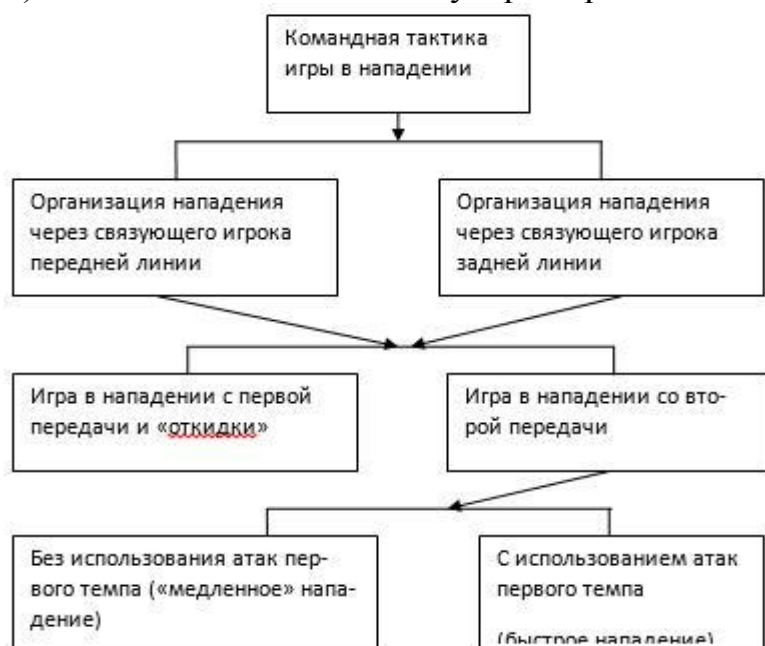 Командная тактика
игры в нападении
Организация нападения
через связующего игрока
передней линии
Организация нападения
через связующего игрока
задней линии
Игра в нападении с первой
передачи и «откидки»
Игра в нападении со вто-
рой передачи
Без использования атак пер-
вого темпа («медленное» напа-
дение)
С использованием атак
первого темпа
(быстрое нападение)